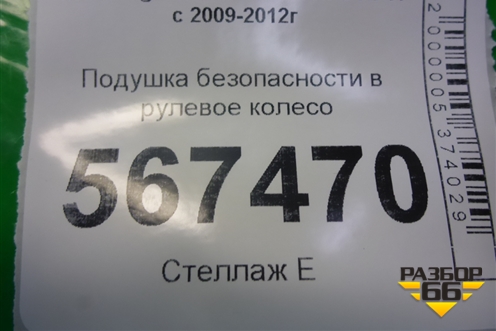 с 2009-2012г
Подушка безопасности в
рулевое колесо
567470
Стеллаж Е
2000005374029
РАЗБОР
66